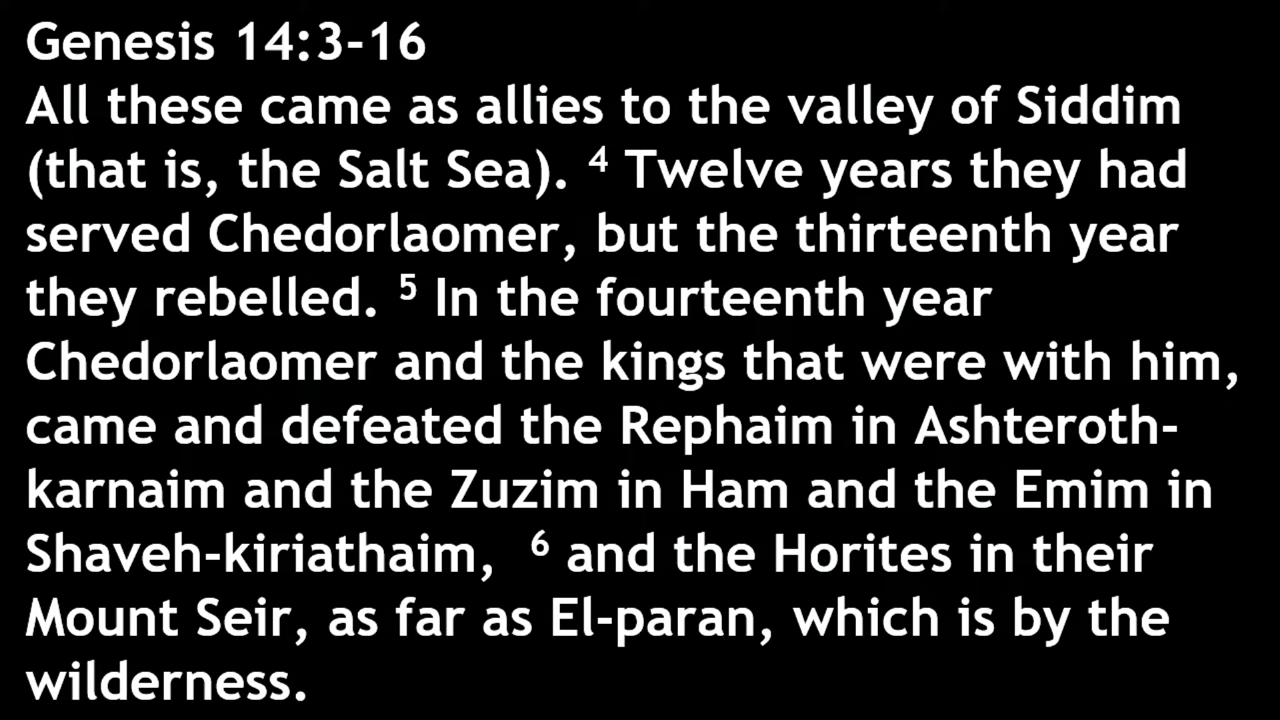 Genesis 14:3-16
All these came as allies to the valley of Siddim
(that is, the Salt Sea). ⁴ Twelve years they had
served Chedorlaomer, but the thirteenth year
they rebelled. ⁵ In the fourteenth year
Chedorlaomer and the kings that were with him,
came and defeated the Rephaim in Ashteroth-
karnaim and the Zuzim in Ham and the Emim in
Shaveh-kiriathaim, ⁶ and the Horites in their
Mount Seir, as far as El-paran, which is by the
wilderness.